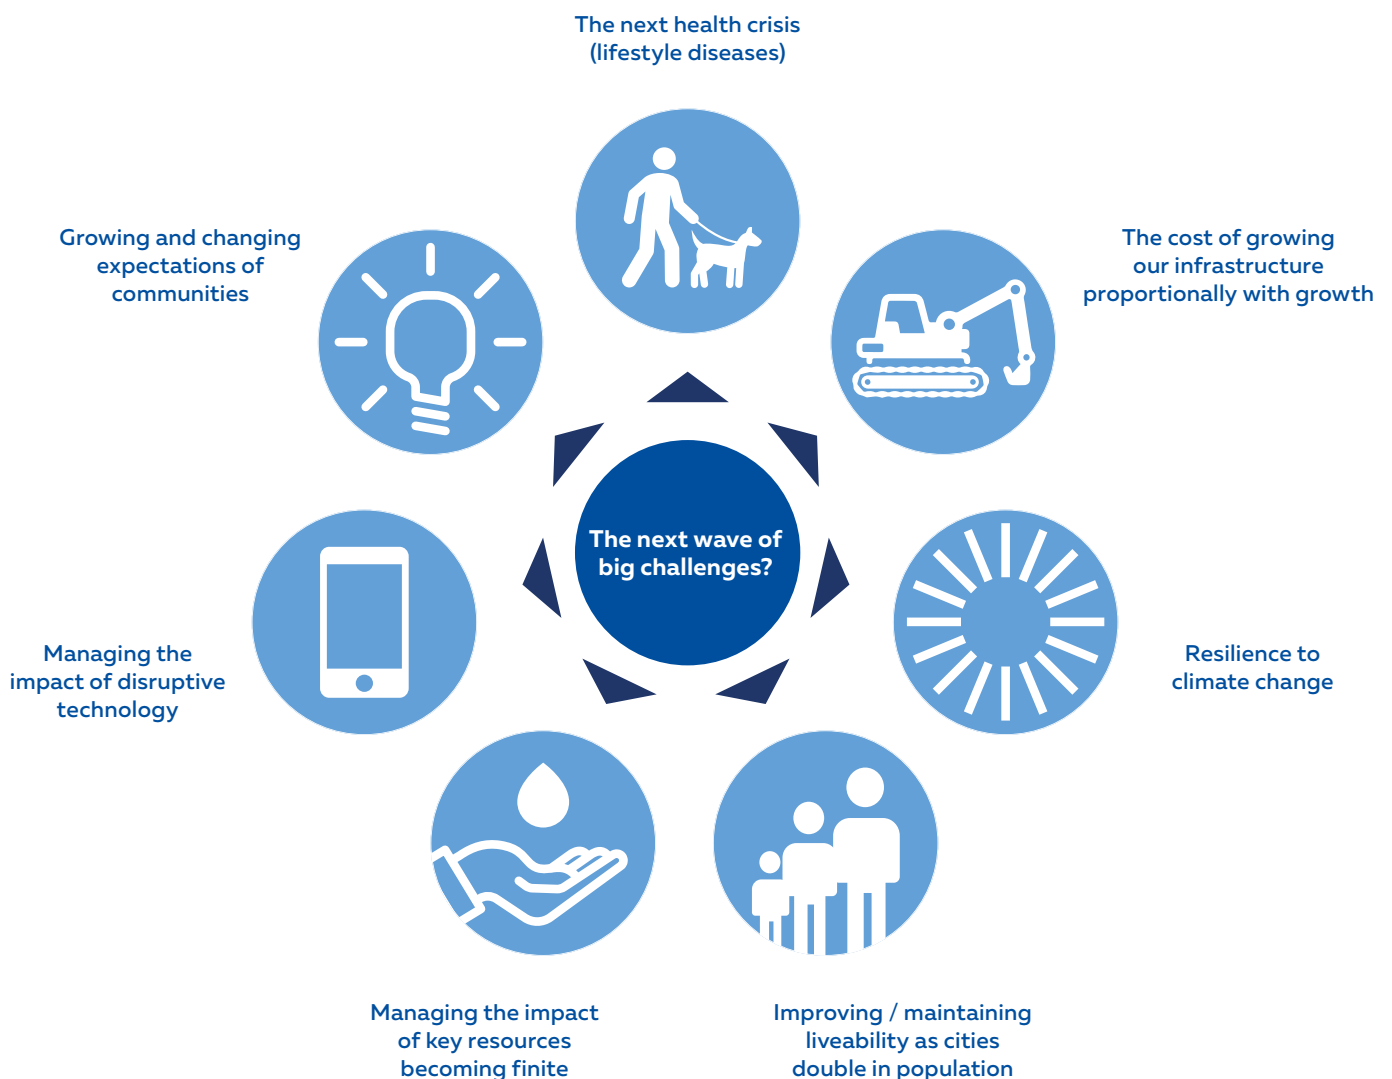 The next health crisis
(lifestyle diseases)
Growing and changing
expectations of
communities
The cost of growing
our infrastructure
proportionally with growth
The next wave of
big challenges?
Managing the
impact of disruptive
technology
Resilience to
climate change
Managing the impact
of key resources
becoming finite
Improving / maintaining
liveability as cities
double in population